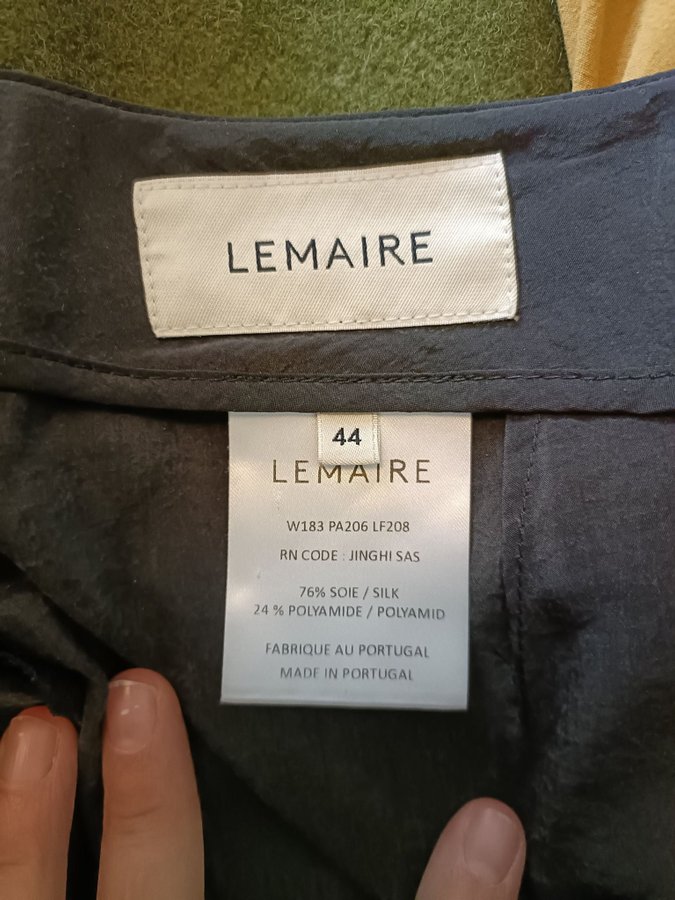 LEMAIRE
44
LEMAIRE
W183 PA206 LF208
RN CODE : JINGHI SAS
76% SOIE / SILK
24 % POLYAMIDE / POLYAMID
FABRIQUE AU PORTUGAL
MADE IN PORTUGAL